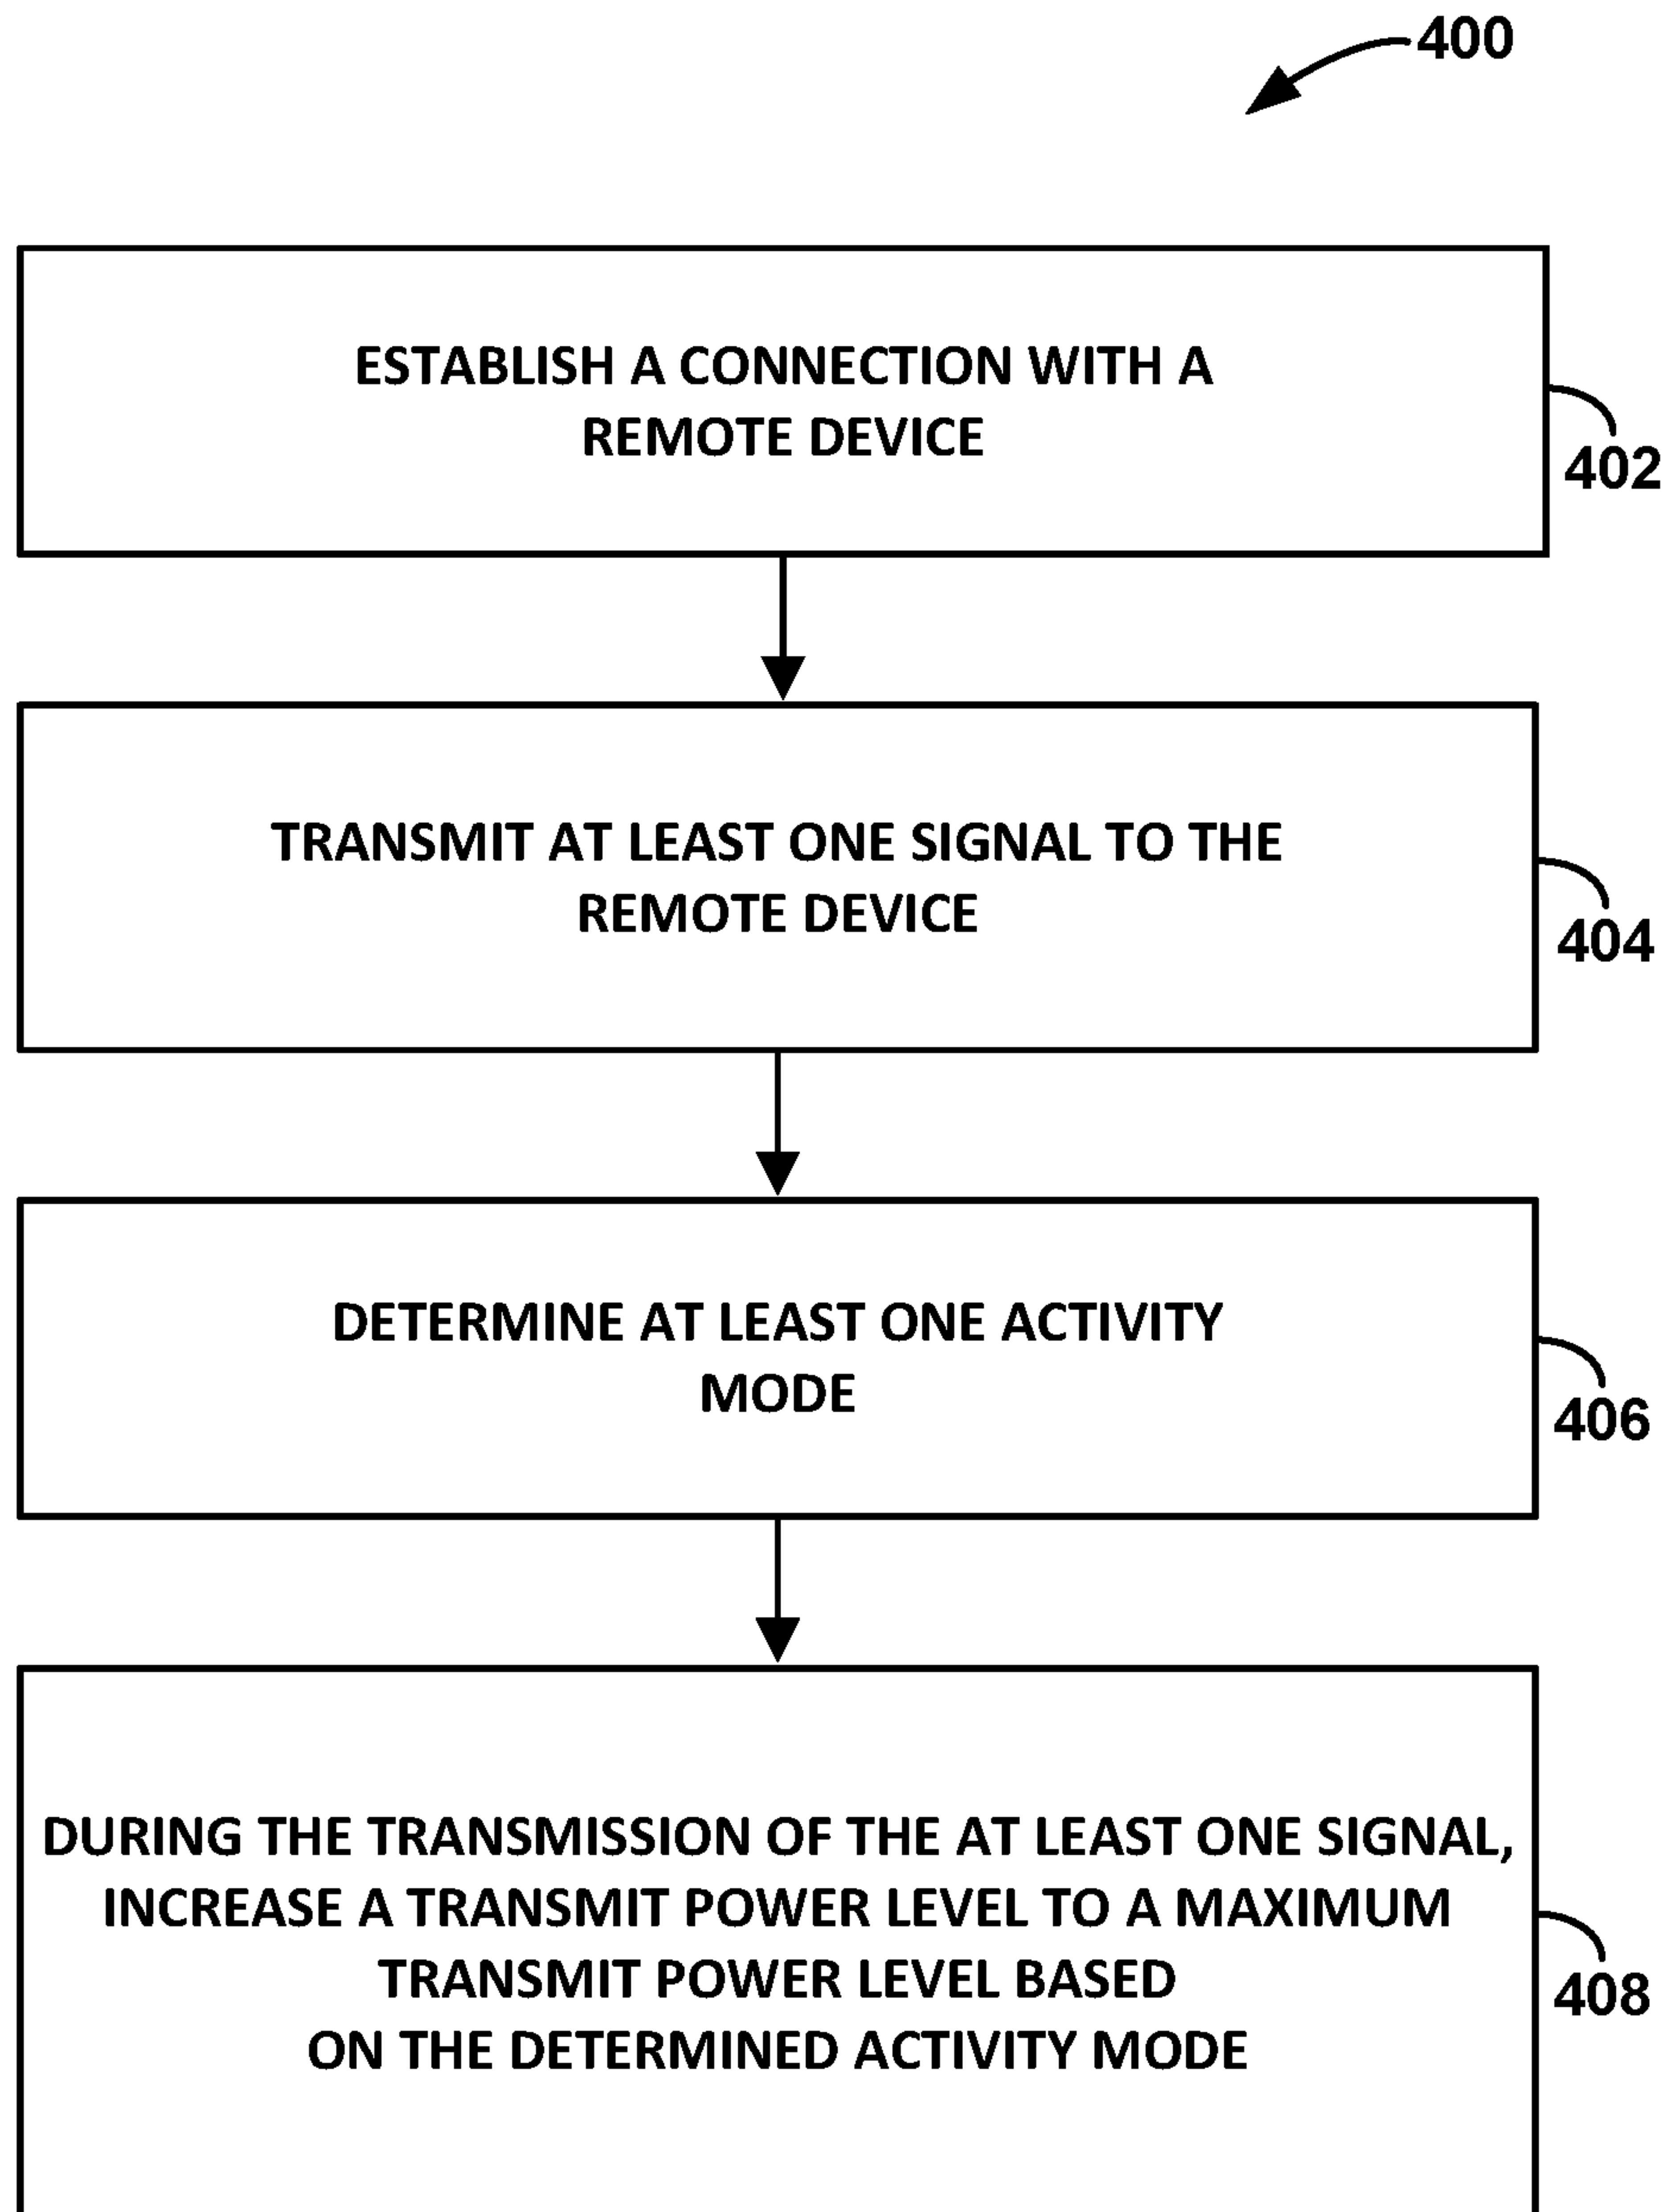 400
ESTABLISH A CONNECTION WITH A
REMOTE DEVICE
402
TRANSMIT AT LEAST ONE SIGNAL TO THE
REMOTE DEVICE
404
DETERMINE AT LEAST ONE ACTIVITY
MODE
406
DURING THE TRANSMISSION OF THE AT LEAST ONE SIGNAL,
INCREASE A TRANSMIT POWER LEVEL TO A MAXIMUM
TRANSMIT POWER LEVEL BASED
ON THE DETERMINED ACTIVITY MODE
408